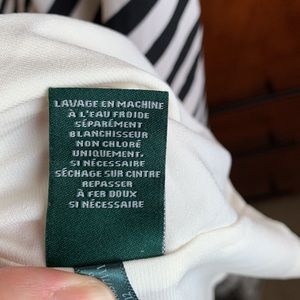 LAVAGE EN MACHINE
À L'EAU FROIDE
SÉPARÉMENT
BLANCHISSEUR
NON CHLORÉ
UNIQUEMENT.
SI NÉCESSAIRE
SÉCHAGE SUR CINTRE
REPASSER
À FER DOUX
SI NÉCESSAIRE